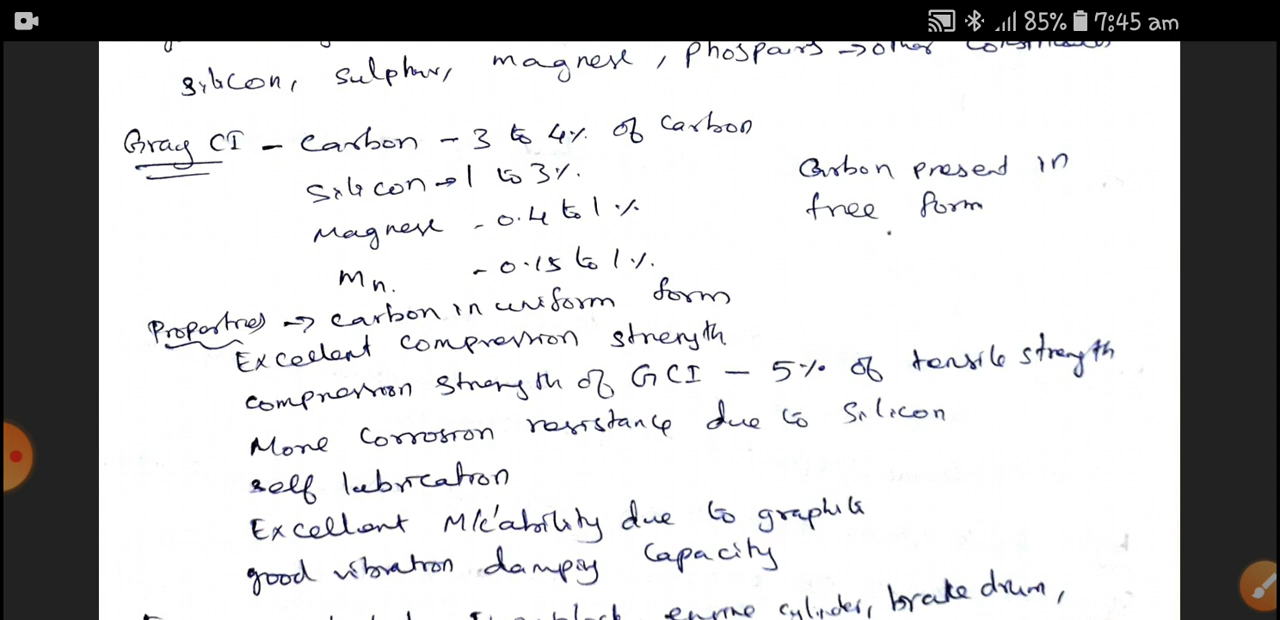 85% 7:45 am
silicon, sulphur, magnese, phospars → other
Gray CI - Carbon - 3 to 4% of carbon
Silicon → 1 to 3%.
Carbon present in
free form
Magnese - 0.4 to 1 %
Mn. - 0.15 to 1 %.
Properties → carbon in uniform form
Excellent compression strength
compression strength of GCI - 5% of tensile strength
More corrosion resistance due to Silicon
self lubrication
Excellent M/c'ability due to graphite
good vibration damping capacity
block, engine cylinder, brake drum,